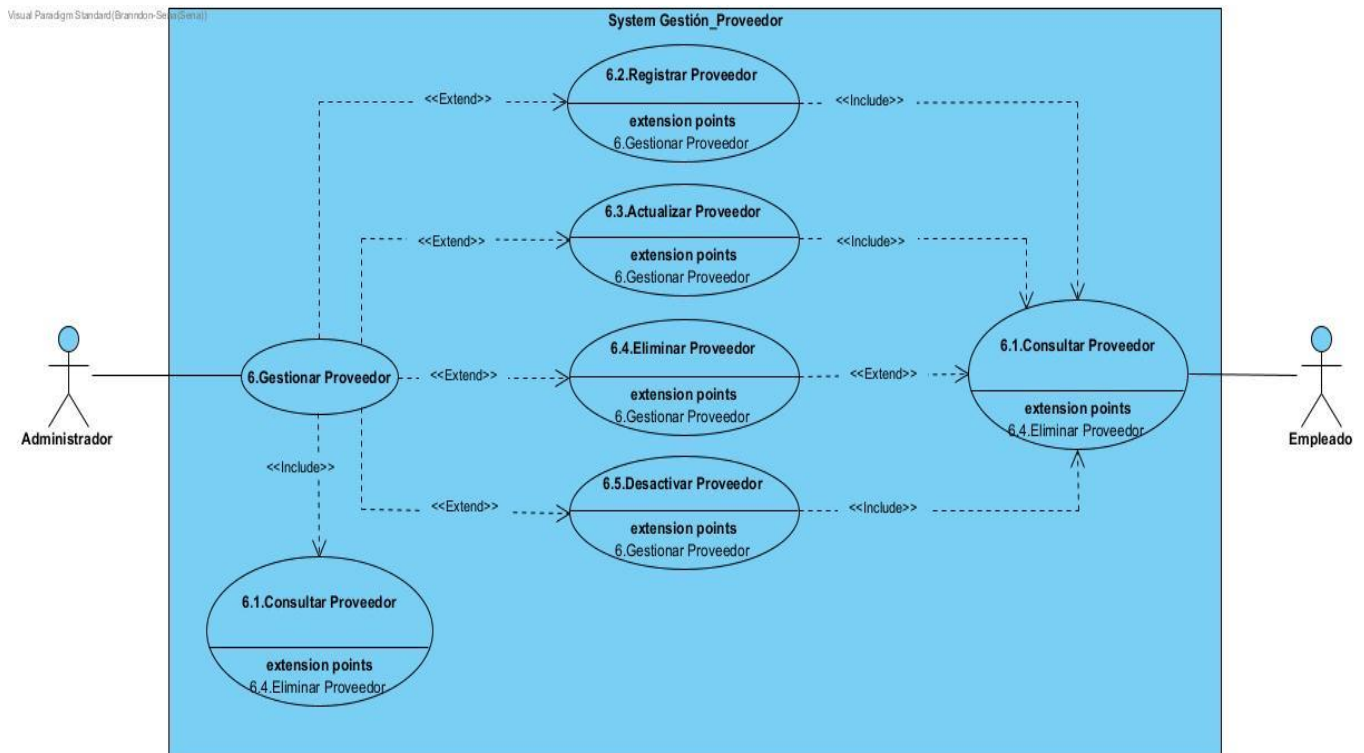 Visual Paradigm Standard(Branndon-Sena(Sena))
System Gestión_Proveedor
6.2.Registrar Proveedor
<<Extend>>
<<Include>>
extension points
6.Gestionar Proveedor
6.3.Actualizar Proveedor
<<Extend>>
<<Include>>
extension points
6.Gestionar Proveedor
6.4.Eliminar Proveedor
6.1.Consultar Proveedor
6.Gestionar Proveedor
<<Extend>>
<<Extend>>
extension points
6.Gestionar Proveedor
extension points
6.4.Eliminar Proveedor
Administrador
Empleado
<<Include>>
6.5.Desactivar Proveedor
<<Extend>>
<<Include>>
extension points
6.Gestionar Proveedor
6.1.Consultar Proveedor
extension points
6.4.Eliminar Proveedor